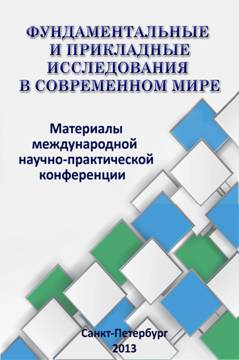 ФУНДАМЕНТАЛЬНЫЕ
И ПРИКЛАДНЫЕ
ИССЛЕДОВАНИЯ
В СОВРЕМЕННОМ МИРЕ
Материалы
международной
научно-практической
конференции
Санкт-Петербург
2013